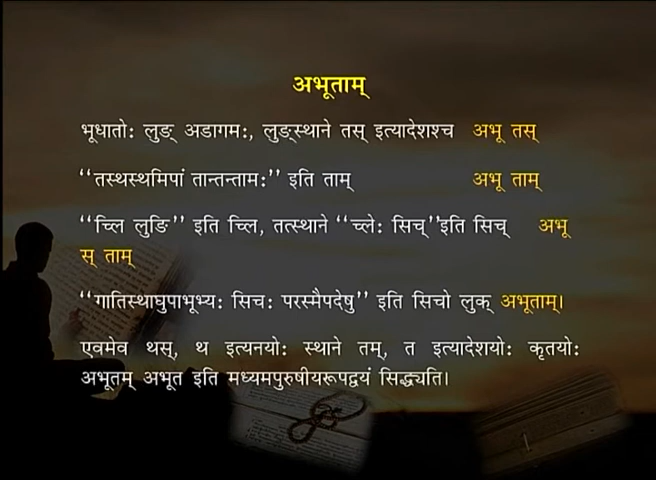 अभूताम्
भूधातोः लुङ् अडागमः, लुङ्स्थाने तस् इत्यादेशश्च अभू तस्
“तस्थस्थमिपां तान्तन्तामः” इति ताम् अभू ताम्
“च्लि लुङि” इति च्लि, तत्स्थाने “च्लेः सिच्”इति सिच् अभू
स् ताम्
“गातिस्थाघुपाभूभ्यः सिचः परस्मैपदेषु” इति सिचो लुक् अभूताम्।
एवमेव थस्, थ इत्यनयोः स्थाने तम्, त इत्यादेशयोः कृतयोः
अभूतम् अभूत इति मध्यमपुरुषीयरूपद्वयं सिद्ध्यति।